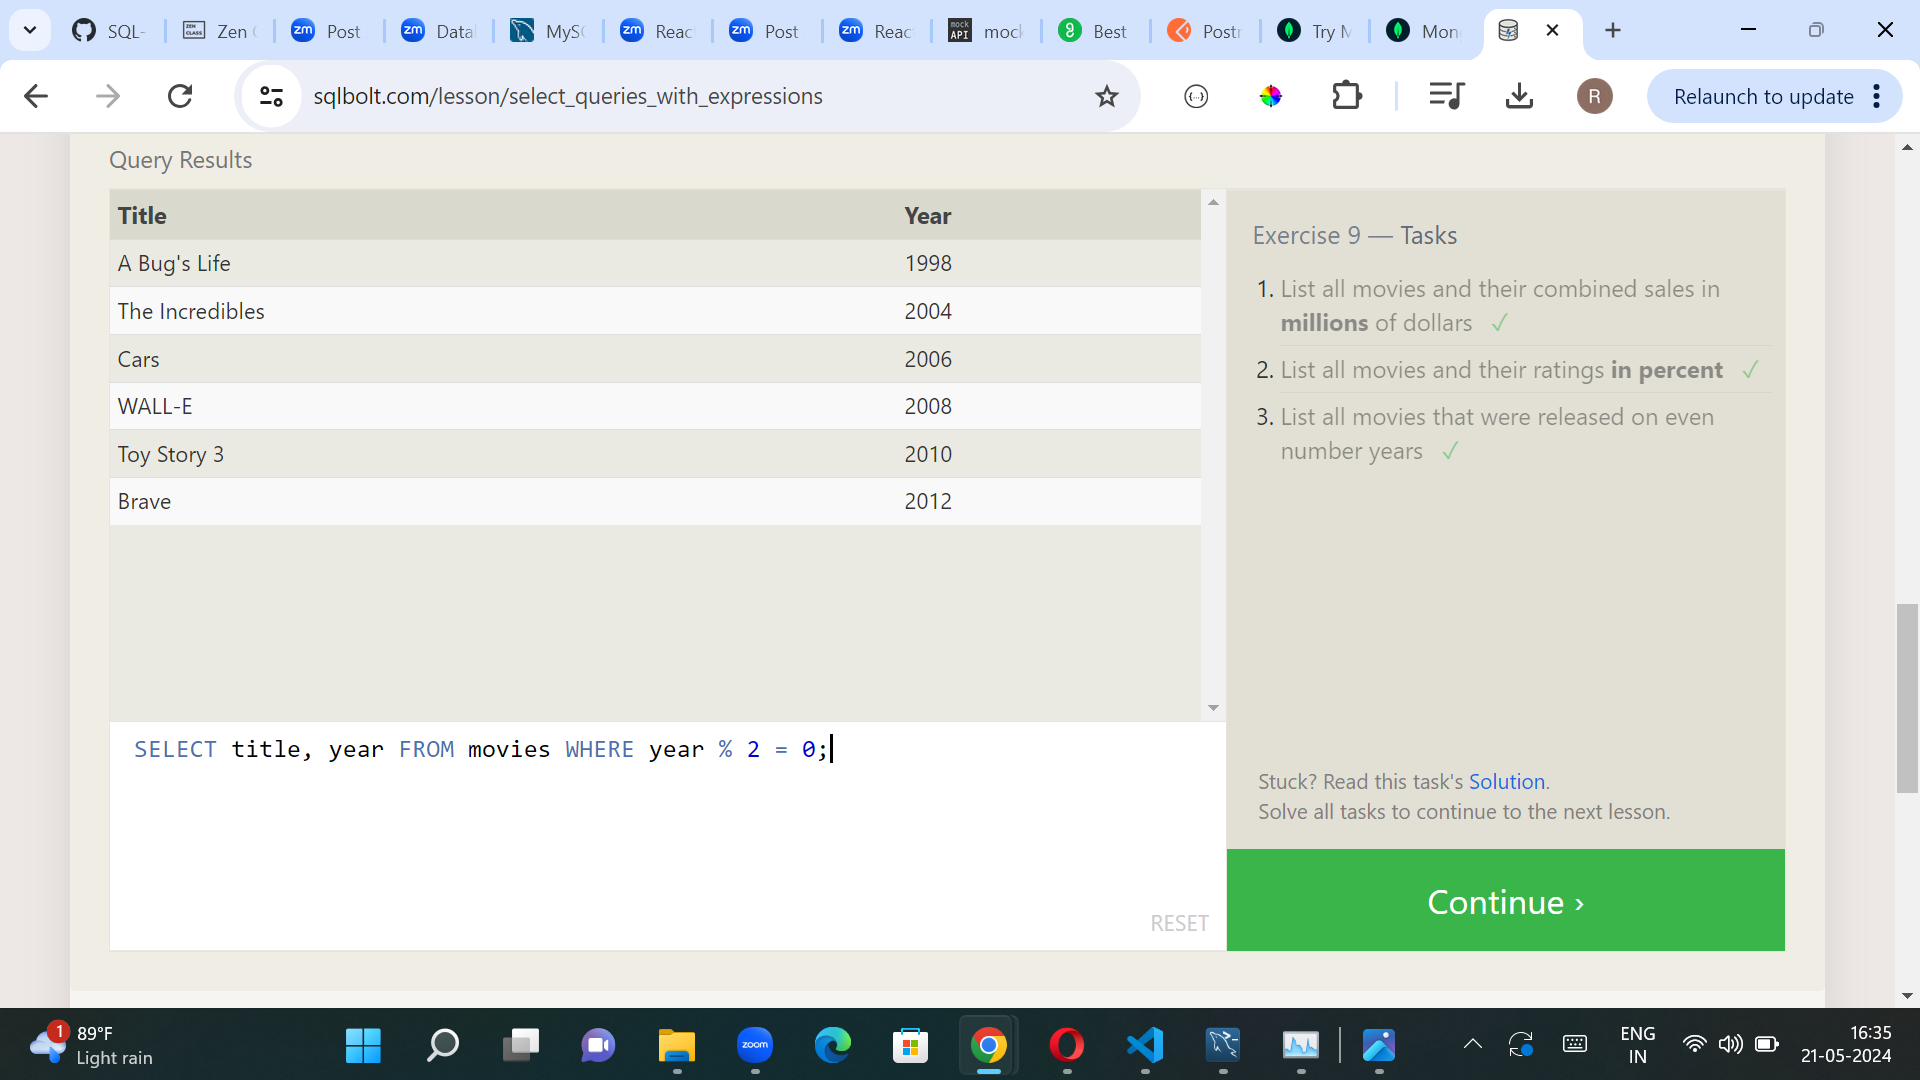 SQL-
Zen
Post
Data
MySC
Reac
Post
Reac
mock
Best
Post
Try M
Mon
sqlbolt.com/lesson/select_queries_with_expressions
R
Relaunch to update
Query Results
Title Year
A Bug's Life 1998
The Incredibles 2004
Cars 2006
WALL-E 2008
Toy Story 3 2010
Brave 2012
Exercise 9 — Tasks
1. List all movies and their combined sales in
millions of dollars ✓
2. List all movies and their ratings in percent ✓
3. List all movies that were released on even
number years ✓
SELECT title, year FROM movies WHERE year % 2 = 0;
RESET
Stuck? Read this task's Solution.
Solve all tasks to continue to the next lesson.
Continue ›
1
89°F
Light rain
zoom
ENG
IN
16:35
21-05-2024